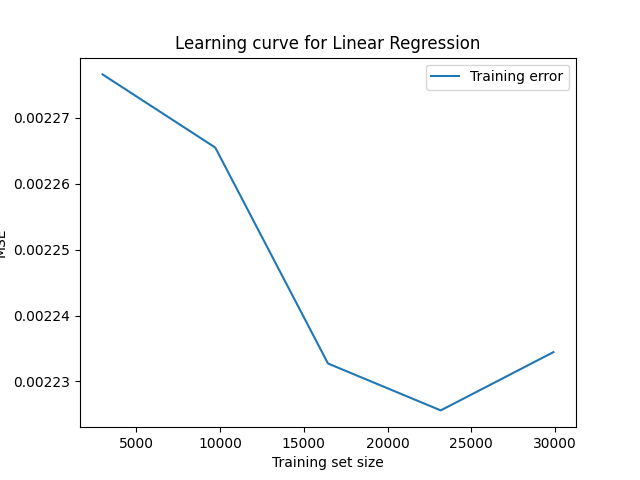 Learning curve for Linear Regression
Training error
0.00227
0.00226
0.00225
MSE
0.00224
0.00223
5000 10000 15000 20000 25000 30000
Training set size